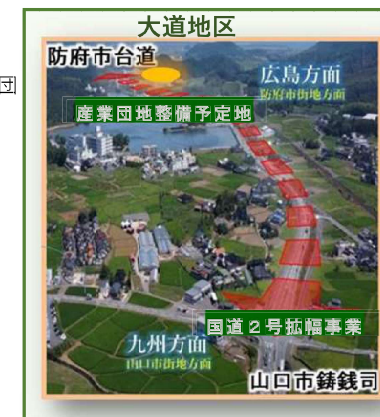 大道地区
防府市台道
団
広島方面
防府市街地方面
産業団地整備予定地
国道２号拡幅事業
九州方面
山口市街地方面
山口市鋳銭司